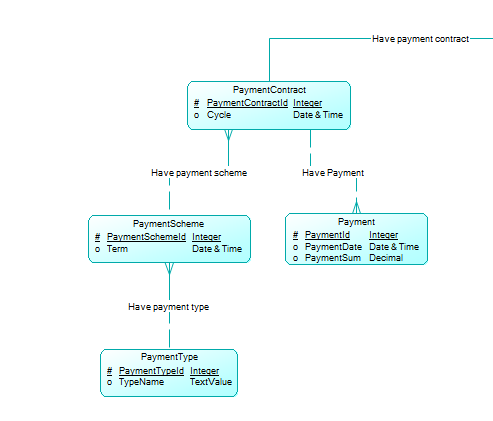 Have payment contract
PaymentContract
# PaymentContractId Integer
o Cycle Date & Time
Have payment scheme
Have Payment
PaymentScheme
# PaymentSchemeId Integer
o Term Date & Time
Payment
# PaymentId Integer
o PaymentDate Date & Time
o PaymentSum Decimal
Have payment type
PaymentType
# PaymentTypeId Integer
o TypeName TextValue